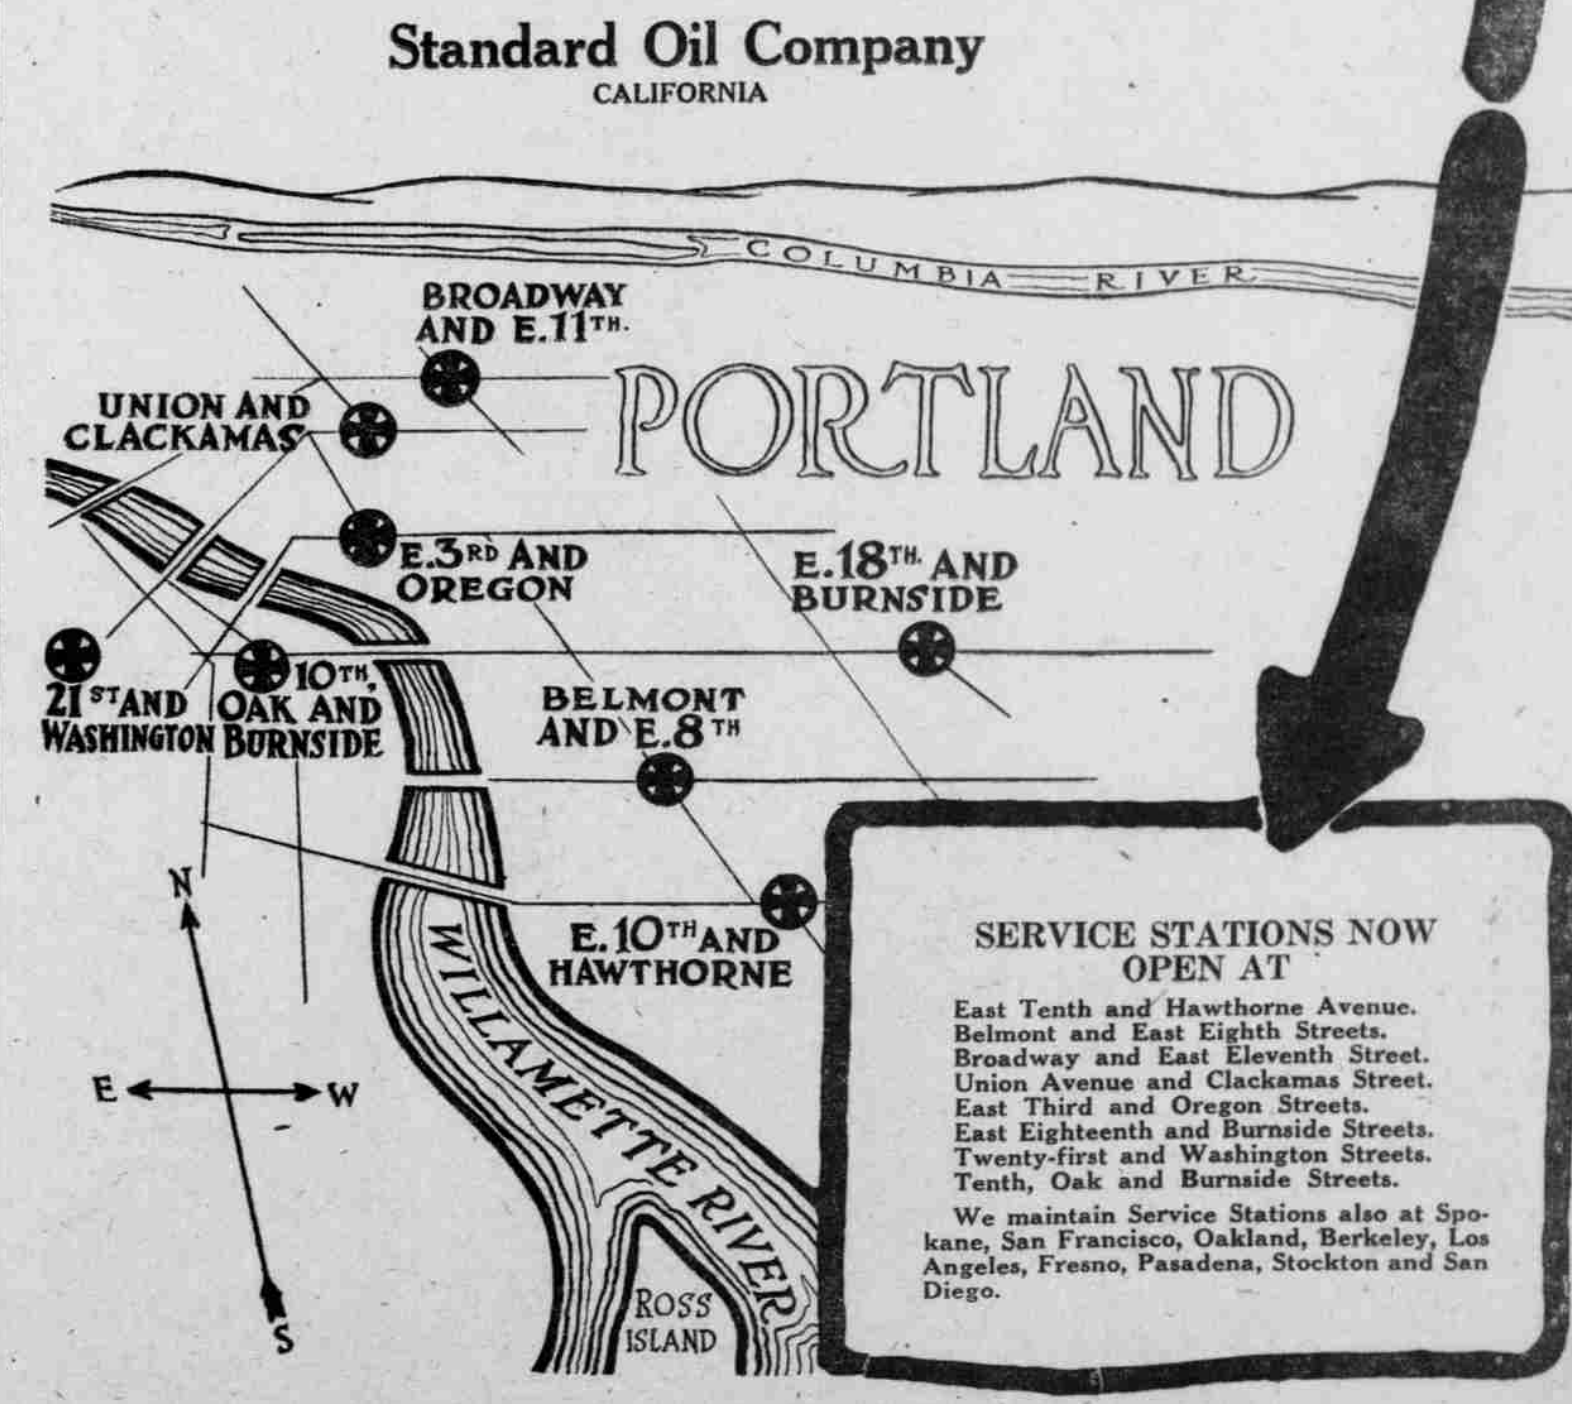 Standard Oil Company
CALIFORNIA
COLUMBIA RIVER
BROADWAY
AND E.11TH.
PORTLAND
UNION AND
CLACKAMAS
E.3RD AND
OREGON
E.18TH. AND
BURNSIDE
21ST AND
WASHINGTON
10TH,
OAK AND
BURNSIDE
BELMONT
AND E.8TH
E.10TH AND
HAWTHORNE
N
E W
S
WILLAMETTE RIVER
ROSS
ISLAND
SERVICE STATIONS NOW
OPEN AT
East Tenth and Hawthorne Avenue.
Belmont and East Eighth Streets.
Broadway and East Eleventh Street.
Union Avenue and Clackamas Street.
East Third and Oregon Streets.
East Eighteenth and Burnside Streets.
Twenty-first and Washington Streets.
Tenth, Oak and Burnside Streets.
We maintain Service Stations also at Spo-
kane, San Francisco, Oakland, Berkeley, Los
Angeles, Fresno, Pasadena, Stockton and San
Diego.